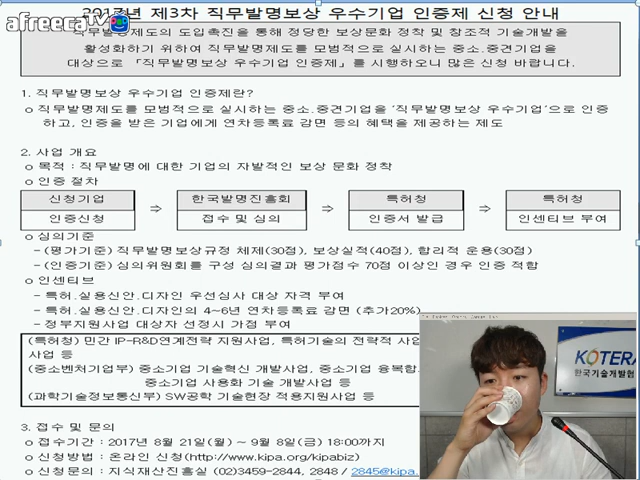 afreecaTV
2017년 제3차 직무발명보상 우수기업 인증제 신청 안내
직무발명제도의 도입촉진을 통해 정당한 보상문화 정착 및 창조적 기술개발을
활성화하기 위하여 직무발명제도를 모범적으로 실시하는 중소.중견기업을
대상으로 「직무발명보상 우수기업 인증제」를 시행하오니 많은 신청 바랍니다.
1. 직무발명보상 우수기업 인증제란?
o 직무발명제도를 모범적으로 실시하는 중소.중견기업을 '직무발명보상 우수기업'으로 인증
하고, 인증을 받은 기업에게 연차등록료 감면 등의 혜택을 제공하는 제도
2. 사업 개요
o 목적 : 직무발명에 대한 기업의 자발적인 보상 문화 정착
o 인증 절차
신청기업 ⇨ 한국발명진흥회 ⇨ 특허청 ⇨ 특허청
인증신청 접수 및 심의 인증서 발급 인센티브 부여
o 심의기준
- (평가기준) 직무발명보상규정 체제(30점), 보상실적(40점), 합리적 운용(30점)
- (인증기준) 심의위원회를 구성 심의결과 평가점수 70점 이상인 경우 인증 적합
o 인센티브
- 특허.실용신안.디자인 우선심사 대상 자격 부여
- 특허.실용신안.디자인의 4~6년 연차등록료 감면 (추가20%)
- 정부지원사업 대상자 선정시 가점 부여
(특허청) 민간 IP-R&D연계전략 지원사업, 특허기술의 전략적 사업
사업 등
(중소벤처기업부) 중소기업 기술혁신 개발사업, 중소기업 융복합
중소기업 상용화 기술 개발사업 등
(과학기술정보통신부) SW공학 기술현장 적용지원사업 등
3. 접수 및 문의
o 접수기간 : 2017년 8월 21일(월) ~ 9월 8일(금) 18:00까지
o 신청방법 : 온라인 신청(http://www.kipa.org/kipabiz)
o 신청문의 : 지식재산진흥실 (02)3459-2844, 2848 / 2845@kipa.
KOTERA
한국기술개발협